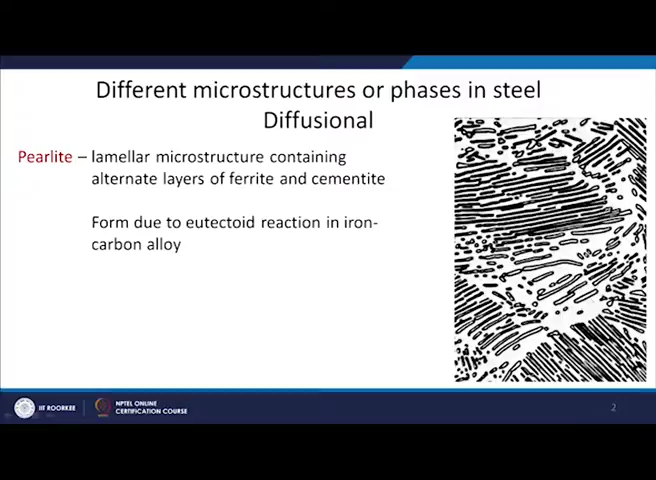 Different microstructures or phases in steel
Diffusional
Pearlite – lamellar microstructure containing
alternate layers of ferrite and cementite
Form due to eutectoid reaction in iron-
carbon alloy
IIT ROORKEE
NPTEL ONLINE
CERTIFICATION COURSE
2